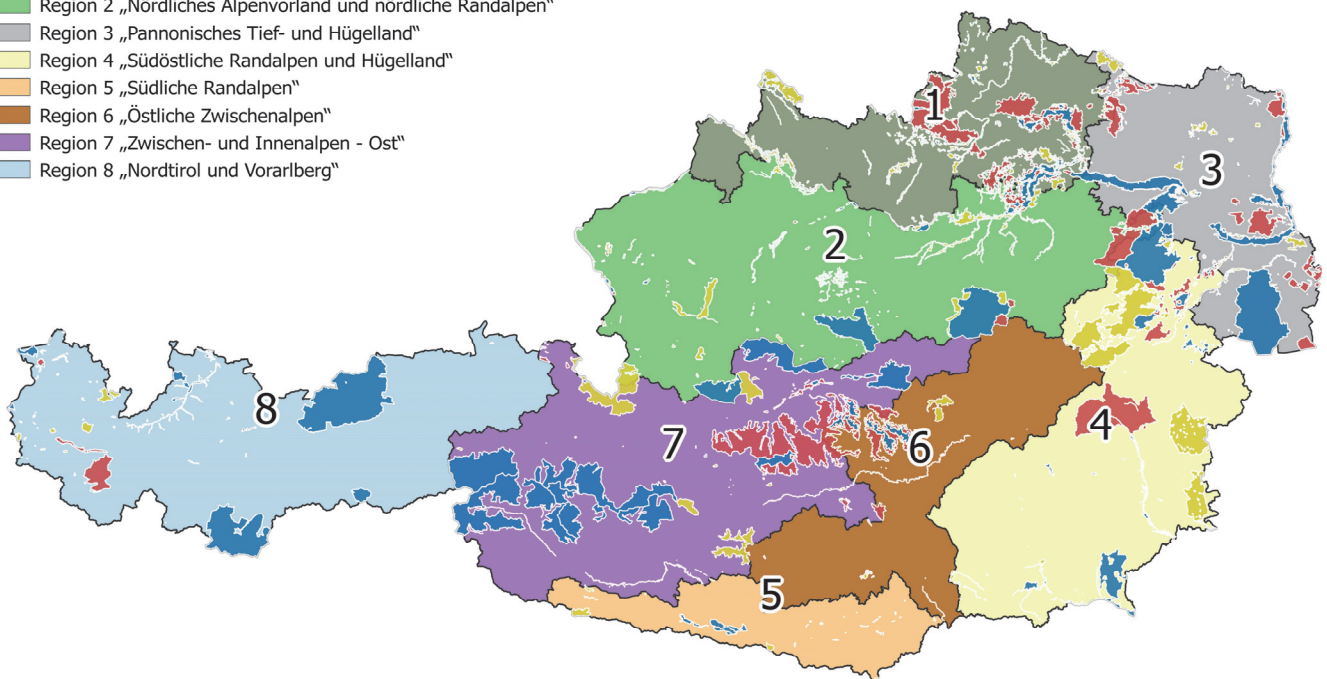 Region 2 „Nördliches Alpenvorland und nördliche Randalpen“
Region 3 „Pannonisches Tief- und Hügelland“
Region 4 „Südöstliche Randalpen und Hügelland“
Region 5 „Südliche Randalpen“
Region 6 „Östliche Zwischenalpen“
Region 7 „Zwischen- und Innenalpen - Ost“
Region 8 „Nordtirol und Vorarlberg“
1
3
2
8
4
7
6
5